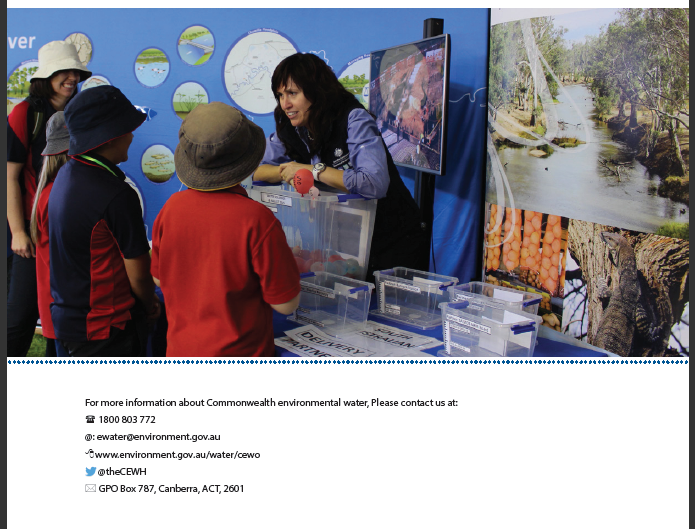 ver
DELIVERY
PARTNE
For more information about Commonwealth environmental water, Please contact us at:
1800 803 772
@: ewater@environment.gov.au
www.environment.gov.au/water/cewo
@theCEWH
GPO Box 787, Canberra, ACT, 2601